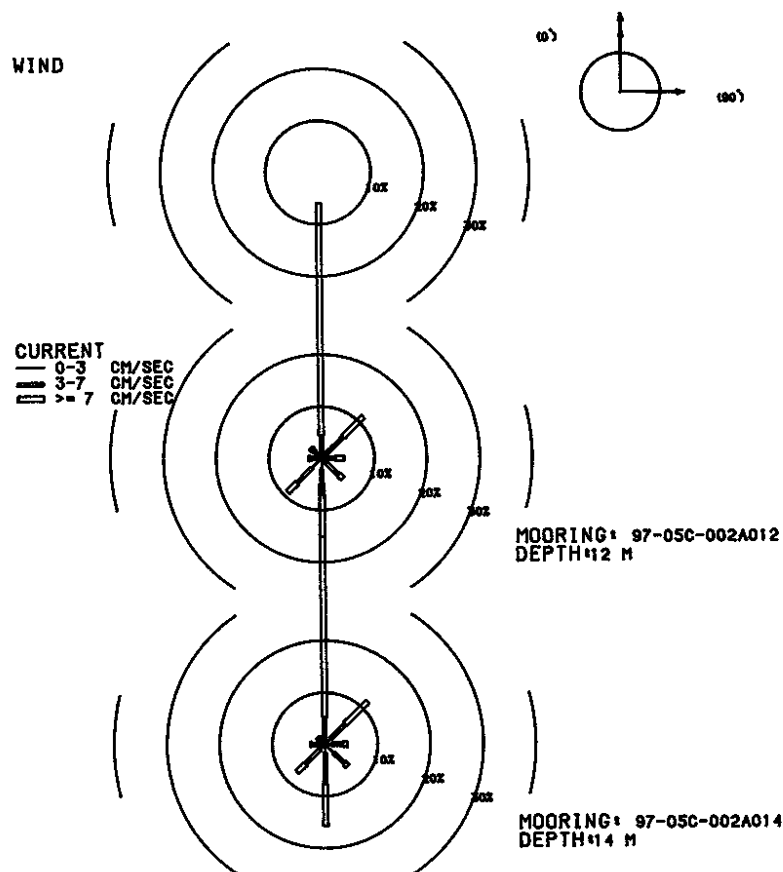 WIND
(0°)
(90°)
10%
20%
30%
CURRENT
0-3 CM/SEC
3-7 CM/SEC
>= 7 CM/SEC
10%
20%
30%
MOORING: 97-05C-002A012
DEPTH:12 M
10%
20%
30%
MOORING: 97-05C-002A014
DEPTH:14 M